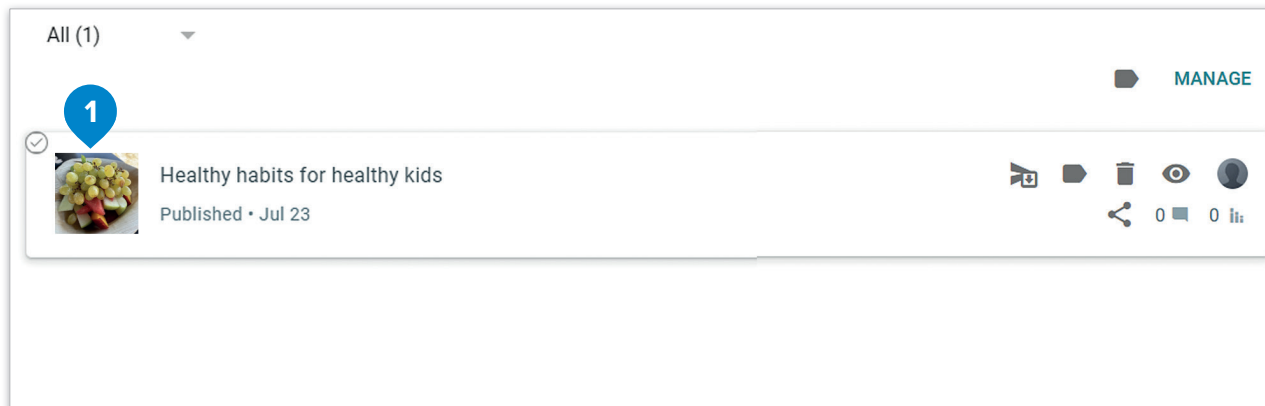 All (1)
MANAGE
1
Healthy habits for healthy kids
Published • Jul 23
0 0